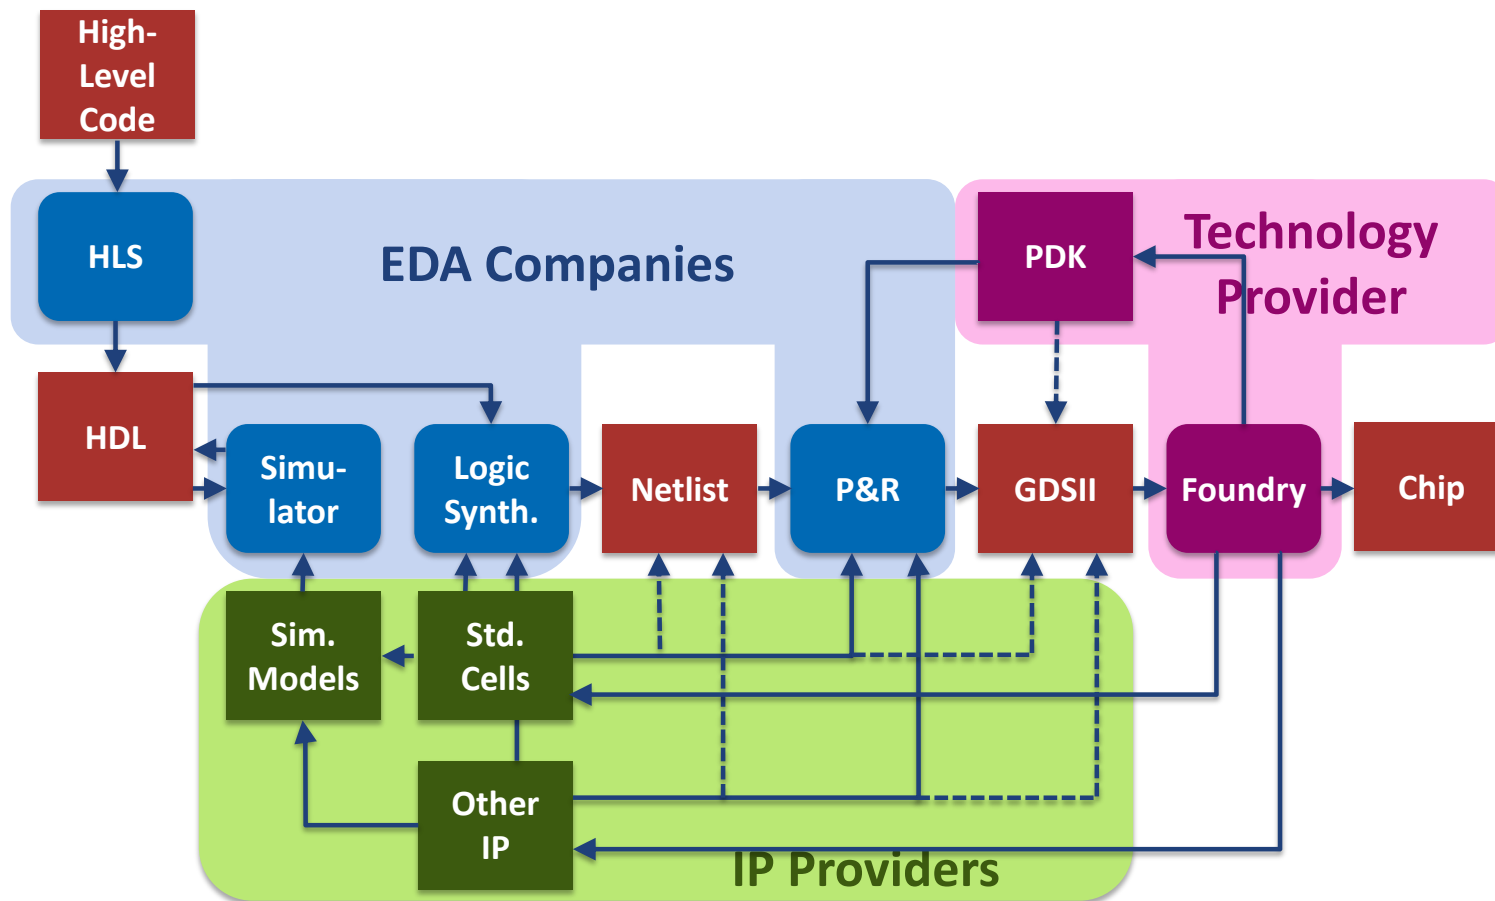 High-
Level
Code
HLS
EDA Companies
PDK
Technology
Provider
HDL
Simu-
lator
Logic
Synth.
Netlist
P&R
GDSII
Foundry
Chip
Sim.
Models
Std.
Cells
Other
IP
IP Providers